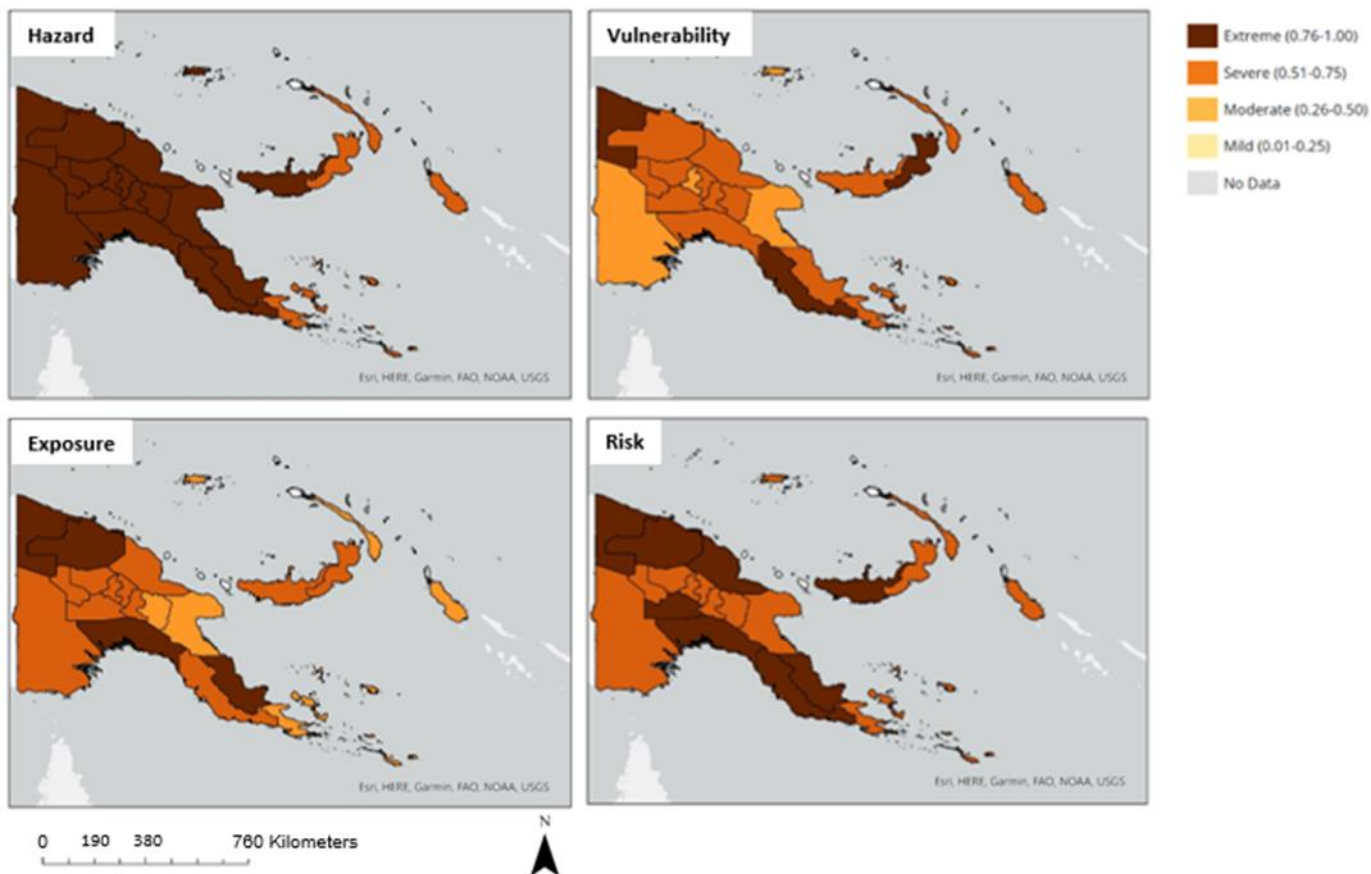 Hazard
Vulnerability
Extreme (0.76-1.00)
Severe (0.51-0.75)
Moderate (0.26-0.50)
Mild (0.01-0.25)
No Data
Esri, HERE, Garmin, FAO, NOAA, USGS
Esri, HERE, Garmin, FAO, NOAA, USGS
Exposure
Risk
Esri, HERE, Garmin, FAO, NOAA, USGS
Esri, HERE, Garmin, FAO, NOAA, USGS
0 190 380 760 Kilometers
N